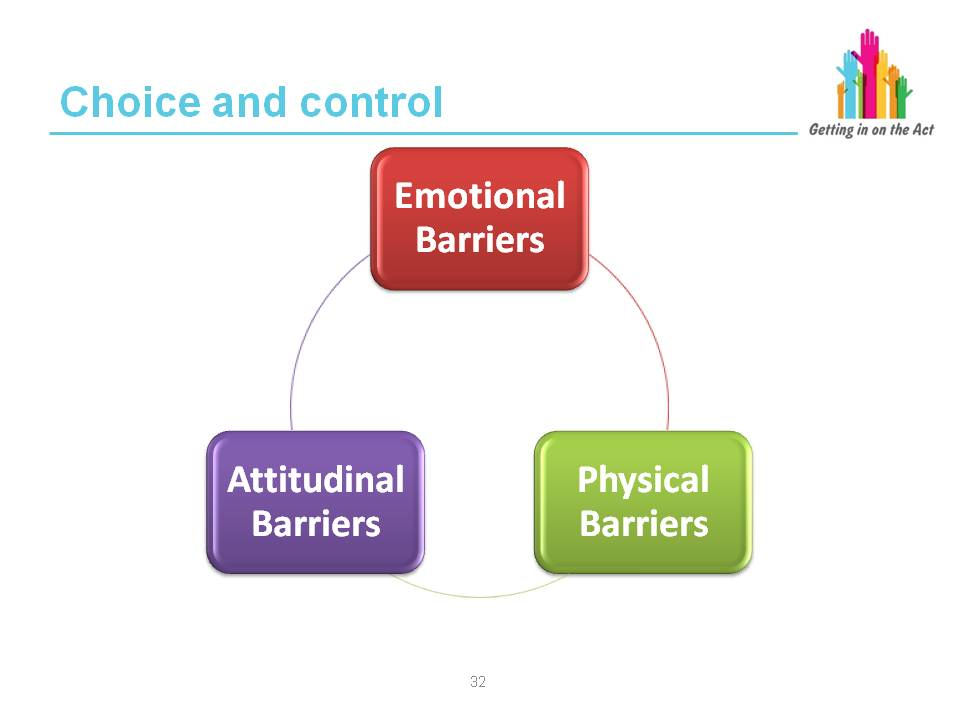 Choice and control
Getting in on the Act
Emotional
Barriers
Attitudinal
Barriers
Physical
Barriers
32